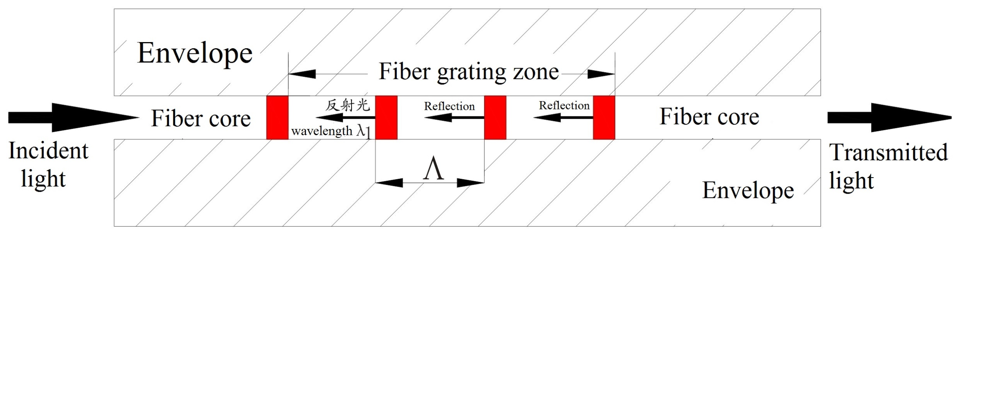 Envelope
Fiber grating zone
反射光
Reflection
Reflection
Fiber core
Fiber core
wavelength λ1
Incident
light
Transmitted
light
Λ
Envelope